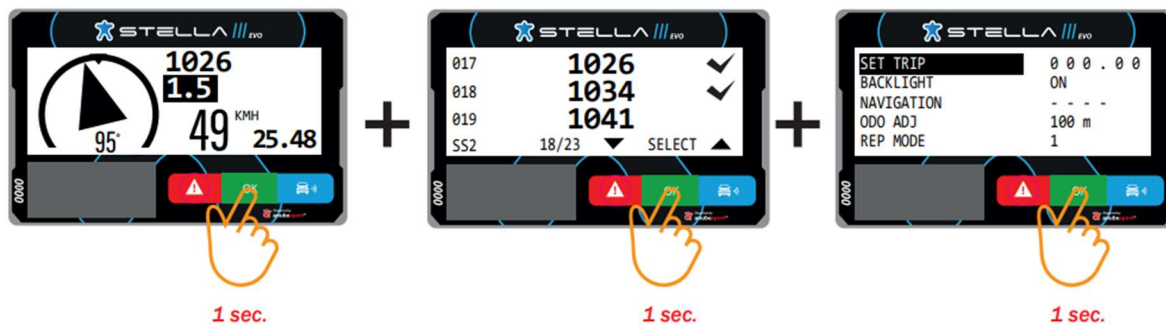 STELLA III EVO
1026
1.5
95°
49 KMH
25.48
0000
OK
1 sec.
+
STELLA III EVO
017 1026
018 1034
019 1041
SS2 18/23 SELECT
0000
OK
1 sec.
+
STELLA III EVO
SET TRIP 000.00
BACKLIGHT ON
NAVIGATION ----
ODO ADJ 100 m
REP MODE 1
0000
OK
1 sec.